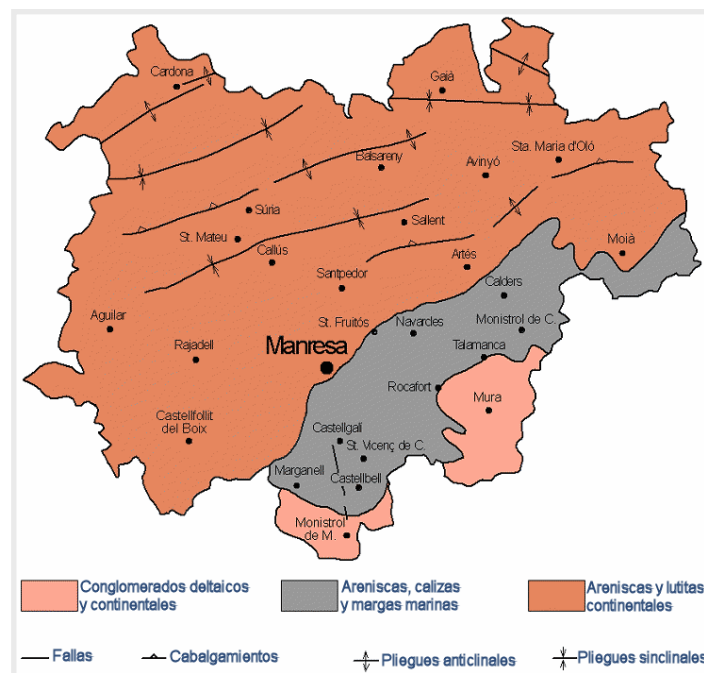 Cardona
Gaià
Balsareny
Avinyó
Sta. Maria d'Oló
Súria
St. Mateu
Sallent
Callús
Moià
Santpedor
Artés
Calders
Aguilar
St. Fruitós
Navarcles
Monistrol de C.
Rajadell
Manresa
Talamanca
Rocafort
Mura
Castellfollit
del Boix
Castellgalí
St. Vicenç de C.
Marganell
Castellbell
Monistrol
de M.
Conglomerados deltaicos
y continentales
Areniscas, calizas
y margas marinas
Areniscas y lutitas
continentales
Fallas
Cabalgamientos
Pliegues anticlinales
Pliegues sinclinales